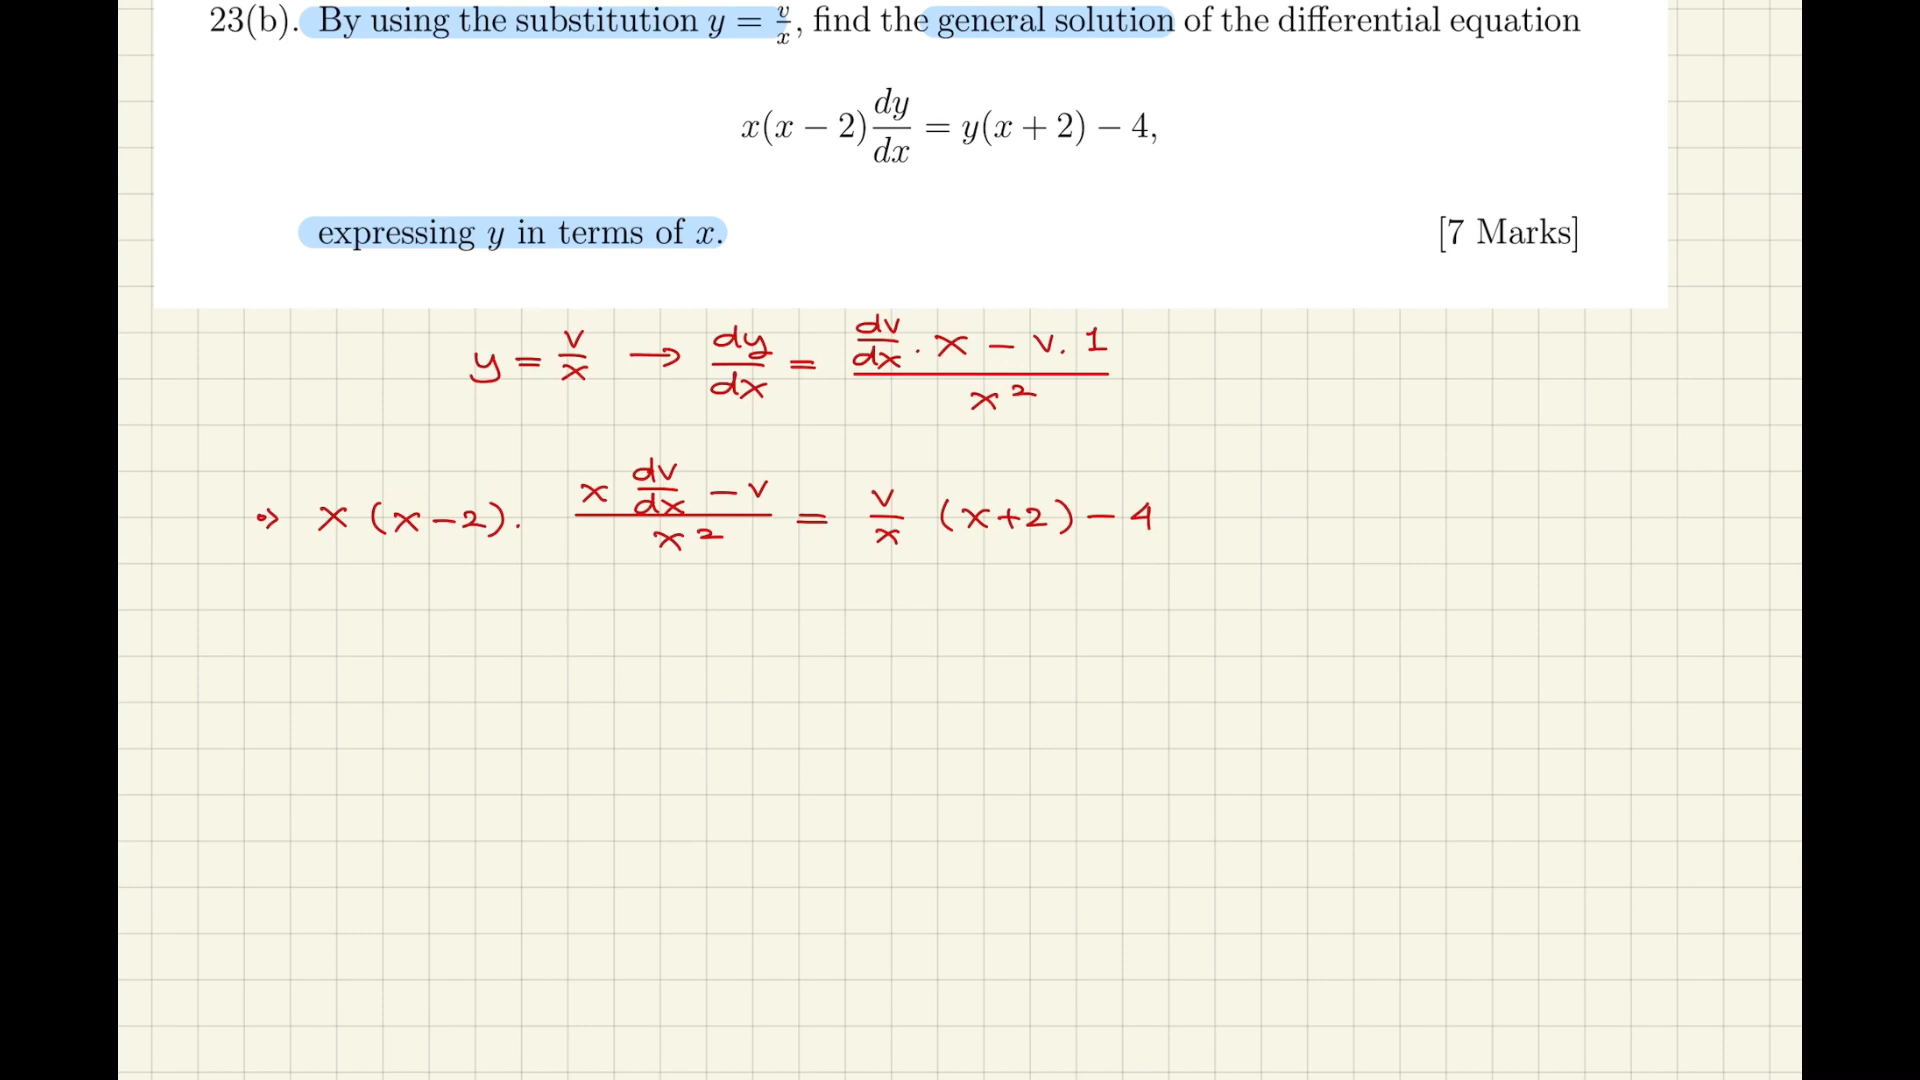 23(b). By using the substitution y = v/x, find the general solution of the differential equation
x(x − 2) dy/dx = y(x + 2) − 4,
expressing y in terms of x. [7 Marks]
y = v/x → dy/dx = (dv/dx · x − v . 1)/x²
⇒ x (x−2) . (x dv/dx − v)/x² = v/x (x+2) − 4